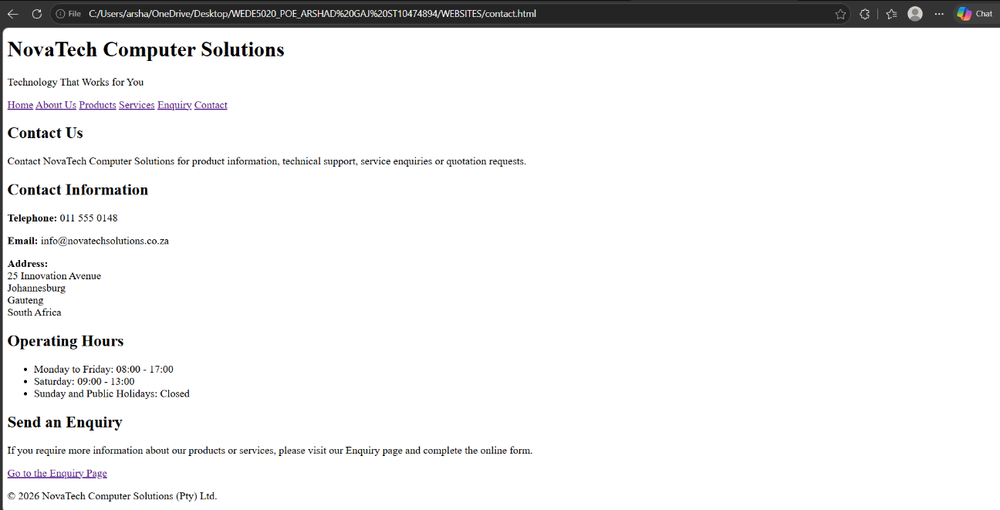 File C:/Users/arsha/OneDrive/Desktop/WEDE5020_POE_ARSHAD%20GAJ%20ST10474894/WEBSITES/contact.html
Chat
NovaTech Computer Solutions
Technology That Works for You
Home About Us Products Services Enquiry Contact
Contact Us
Contact NovaTech Computer Solutions for product information, technical support, service enquiries or quotation requests.
Contact Information
Telephone: 011 555 0148
Email: info@novatechsolutions.co.za
Address:
25 Innovation Avenue
Johannesburg
Gauteng
South Africa
Operating Hours
• Monday to Friday: 08:00 - 17:00
• Saturday: 09:00 - 13:00
• Sunday and Public Holidays: Closed
Send an Enquiry
If you require more information about our products or services, please visit our Enquiry page and complete the online form.
Go to the Enquiry Page
© 2026 NovaTech Computer Solutions (Pty) Ltd.